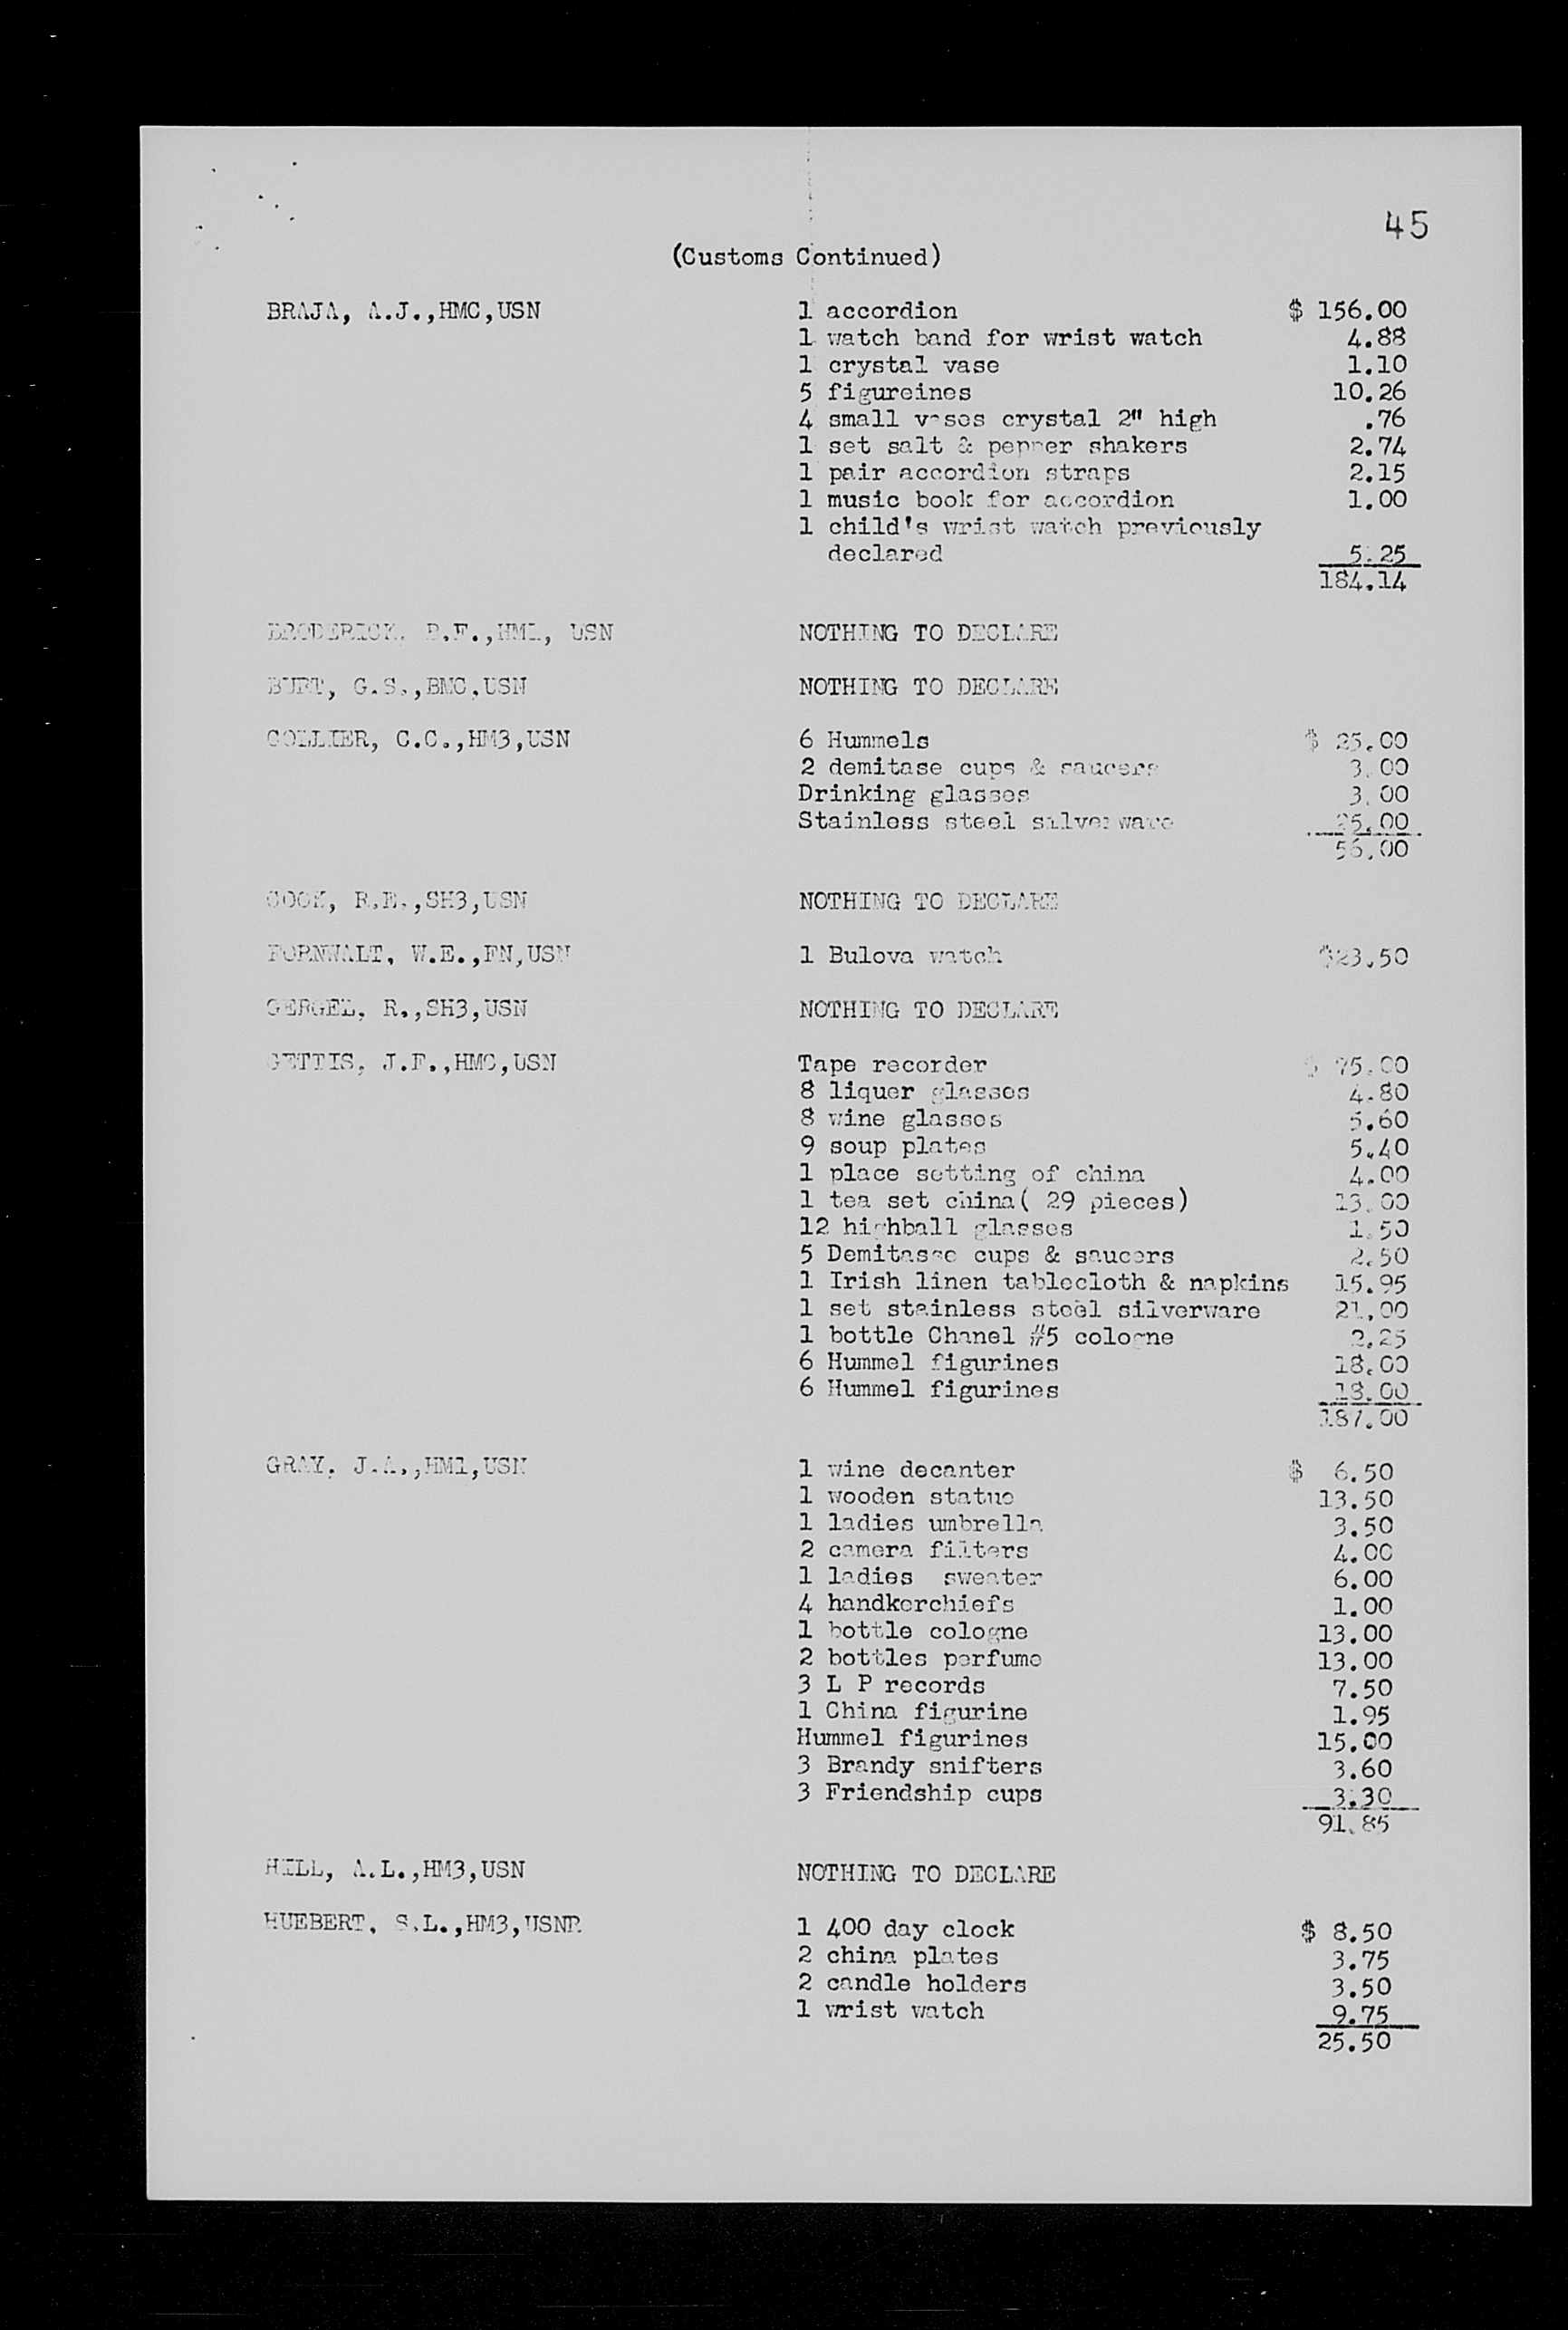 45
(Customs Continued)
BRAJA, A.J.,HMC,USN 1 accordion $ 156.00
1 watch band for wrist watch 4.88
1 crystal vase 1.10
5 figureines 10.26
4 small vases crystal 2" high .76
1 set salt & pepper shakers 2.74
1 pair accordion straps 2.15
1 music book for accordion 1.00
1 child's wrist watch previously
declared 5.25
184.14
BRODERICK, B.F.,HM1, USN NOTHING TO DECLARE
BURT, G.S.,BMC,USN NOTHING TO DECLARE
COLLIER, C.C.,HM3,USN 6 Hummels $ 25.00
2 demitase cups & saucers 3.00
Drinking glasses 3.00
Stainless steel silverware 25.00
56.00
COOK, R.E.,SH3,USN NOTHING TO DECLARE
FORNWALT, W.E.,FN,USN 1 Bulova watch $23.50
GERGEL, R.,SH3,USN NOTHING TO DECLARE
GETTIS, J.F.,HMC,USN Tape recorder $ 75.00
8 liquer glasses 4.80
8 wine glasses 5.60
9 soup plates 5.40
1 place setting of china 4.00
1 tea set china( 29 pieces) 13.00
12 highball glasses 1.50
5 Demitasse cups & saucers 2.50
1 Irish linen tablecloth & napkins 15.95
1 set stainless steel silverware 21.00
1 bottle Chanel #5 cologne 2.25
6 Hummel figurines 18.00
6 Hummel figurines 18.00
187.00
GRAY, J.A.,HM1,USN 1 wine decanter $ 6.50
1 wooden statue 13.50
1 ladies umbrella 3.50
2 camera filters 4.00
1 ladies sweater 6.00
4 handkerchiefs 1.00
1 bottle cologne 13.00
2 bottles perfume 13.00
3 L P records 7.50
1 China figurine 1.95
Hummel figurines 15.00
3 Brandy snifters 3.60
3 Friendship cups 3.30
91.85
HILL, A.L.,HM3,USN NOTHING TO DECLARE
HUEBERT, S.L.,HM3,USNR 1 400 day clock $ 8.50
2 china plates 3.75
2 candle holders 3.50
1 wrist watch 9.75
25.50